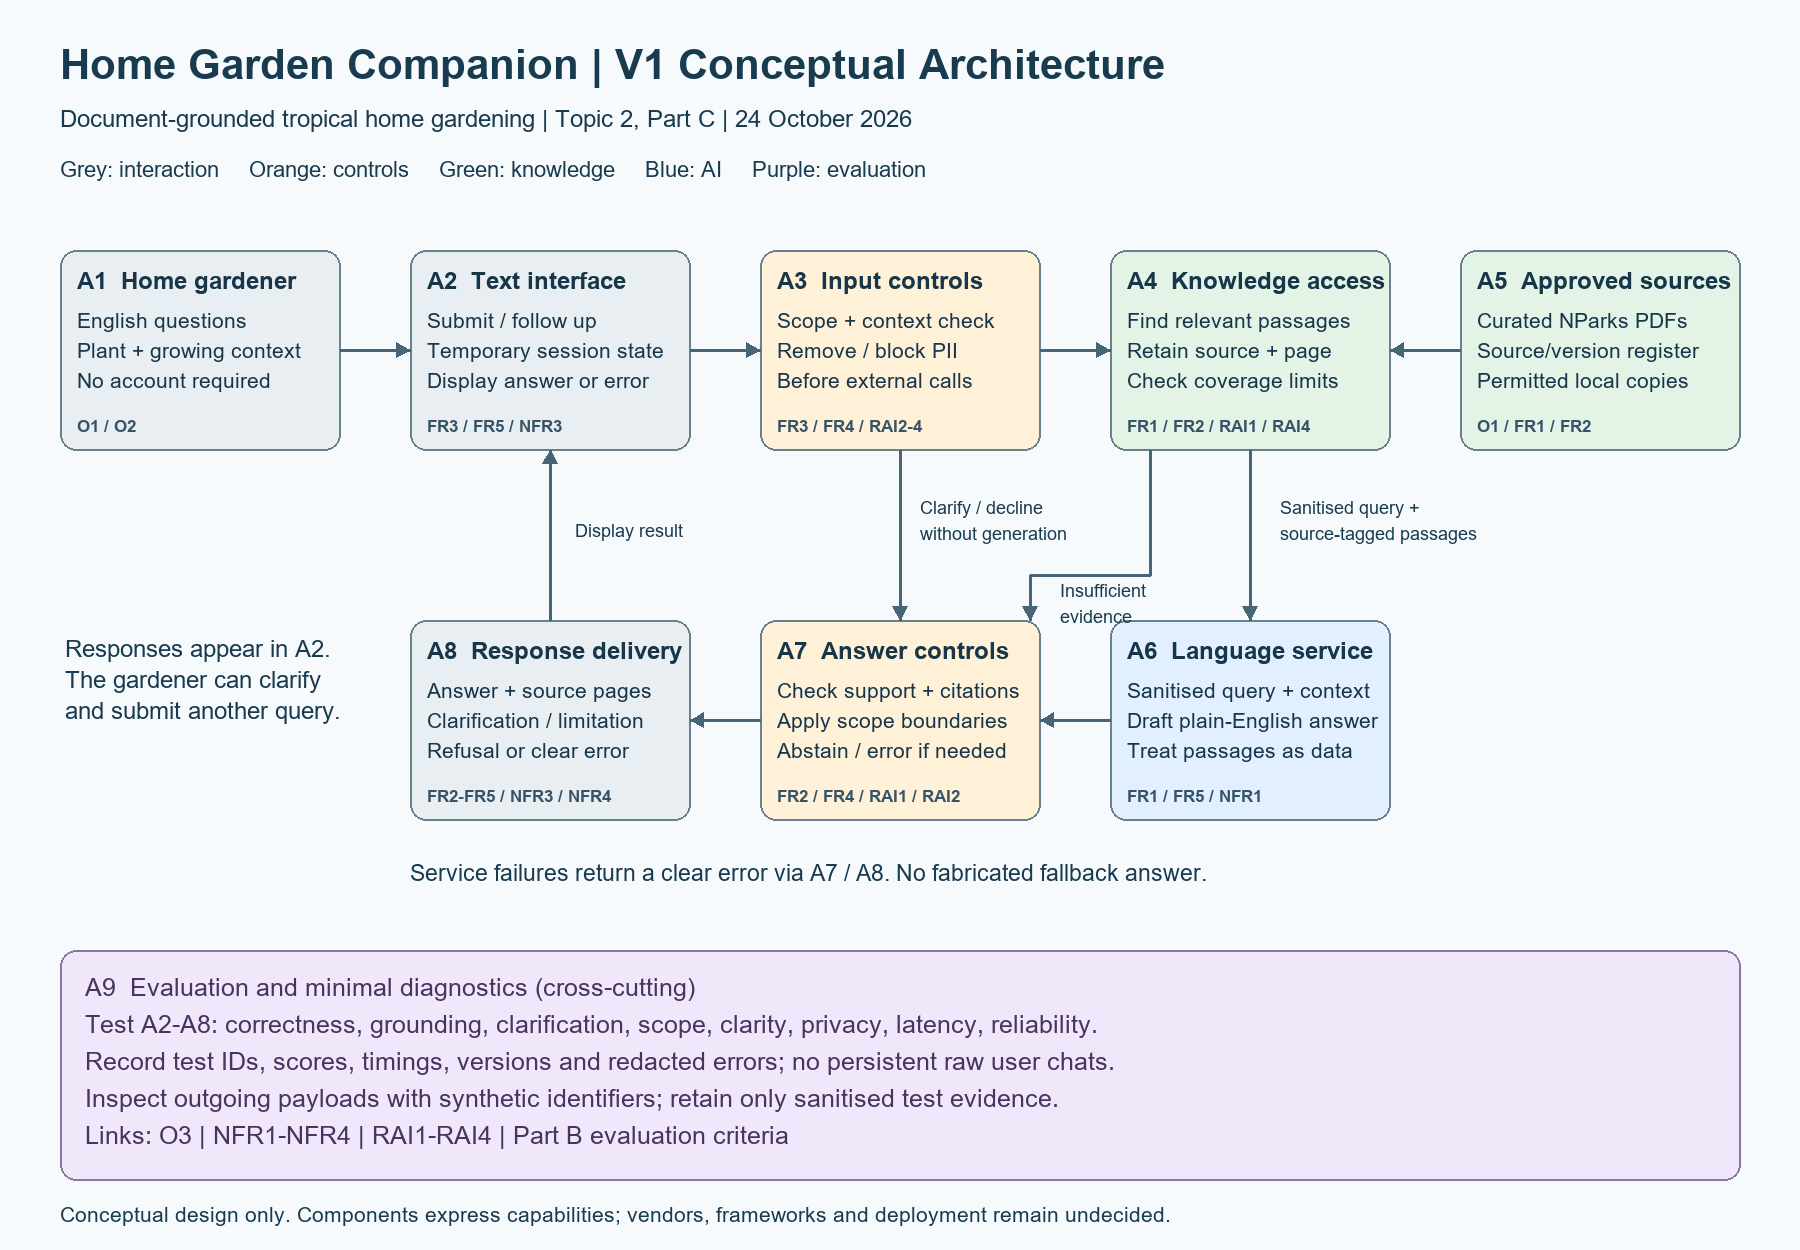 Home Garden Companion | V1 Conceptual Architecture
Document-grounded tropical home gardening | Topic 2, Part C | 24 October 2026
Grey: interaction Orange: controls Green: knowledge Blue: AI Purple: evaluation
A1 Home gardener
English questions
Plant + growing context
No account required
O1 / O2
A2 Text interface
Submit / follow up
Temporary session state
Display answer or error
FR3 / FR5 / NFR3
A3 Input controls
Scope + context check
Remove / block PII
Before external calls
FR3 / FR4 / RAI2-4
A4 Knowledge access
Find relevant passages
Retain source + page
Check coverage limits
FR1 / FR2 / RAI1 / RAI4
A5 Approved sources
Curated NParks PDFs
Source/version register
Permitted local copies
O1 / FR1 / FR2
Display result
Clarify / decline
without generation
Insufficient
evidence
Sanitised query +
source-tagged passages
Responses appear in A2.
The gardener can clarify
and submit another query.
A8 Response delivery
Answer + source pages
Clarification / limitation
Refusal or clear error
FR2-FR5 / NFR3 / NFR4
A7 Answer controls
Check support + citations
Apply scope boundaries
Abstain / error if needed
FR2 / FR4 / RAI1 / RAI2
A6 Language service
Sanitised query + context
Draft plain-English answer
Treat passages as data
FR1 / FR5 / NFR1
Service failures return a clear error via A7 / A8. No fabricated fallback answer.
A9 Evaluation and minimal diagnostics (cross-cutting)
Test A2-A8: correctness, grounding, clarification, scope, clarity, privacy, latency, reliability.
Record test IDs, scores, timings, versions and redacted errors; no persistent raw user chats.
Inspect outgoing payloads with synthetic identifiers; retain only sanitised test evidence.
Links: O3 | NFR1-NFR4 | RAI1-RAI4 | Part B evaluation criteria
Conceptual design only. Components express capabilities; vendors, frameworks and deployment remain undecided.